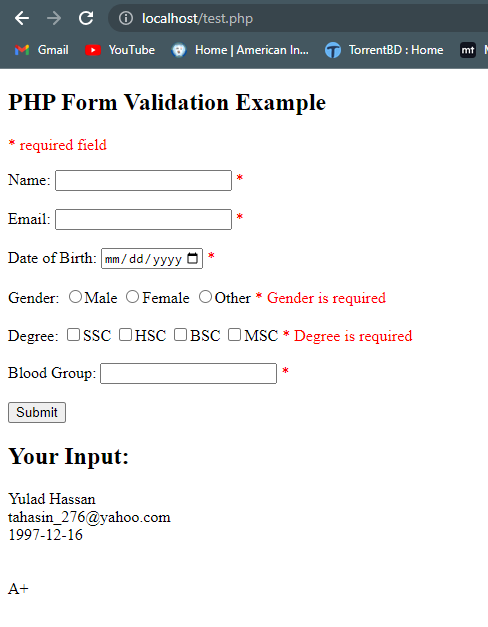 localhost/test.php
Gmail YouTube Home | American In... TorrentBD : Home mt
PHP Form Validation Example
* required field
Name: *
Email: *
Date of Birth: mm/dd/yyyy *
Gender: Male Female Other * Gender is required
Degree: SSC HSC BSC MSC * Degree is required
Blood Group: *
Submit
Your Input:
Yulad Hassan
tahasin_276@yahoo.com
1997-12-16
A+